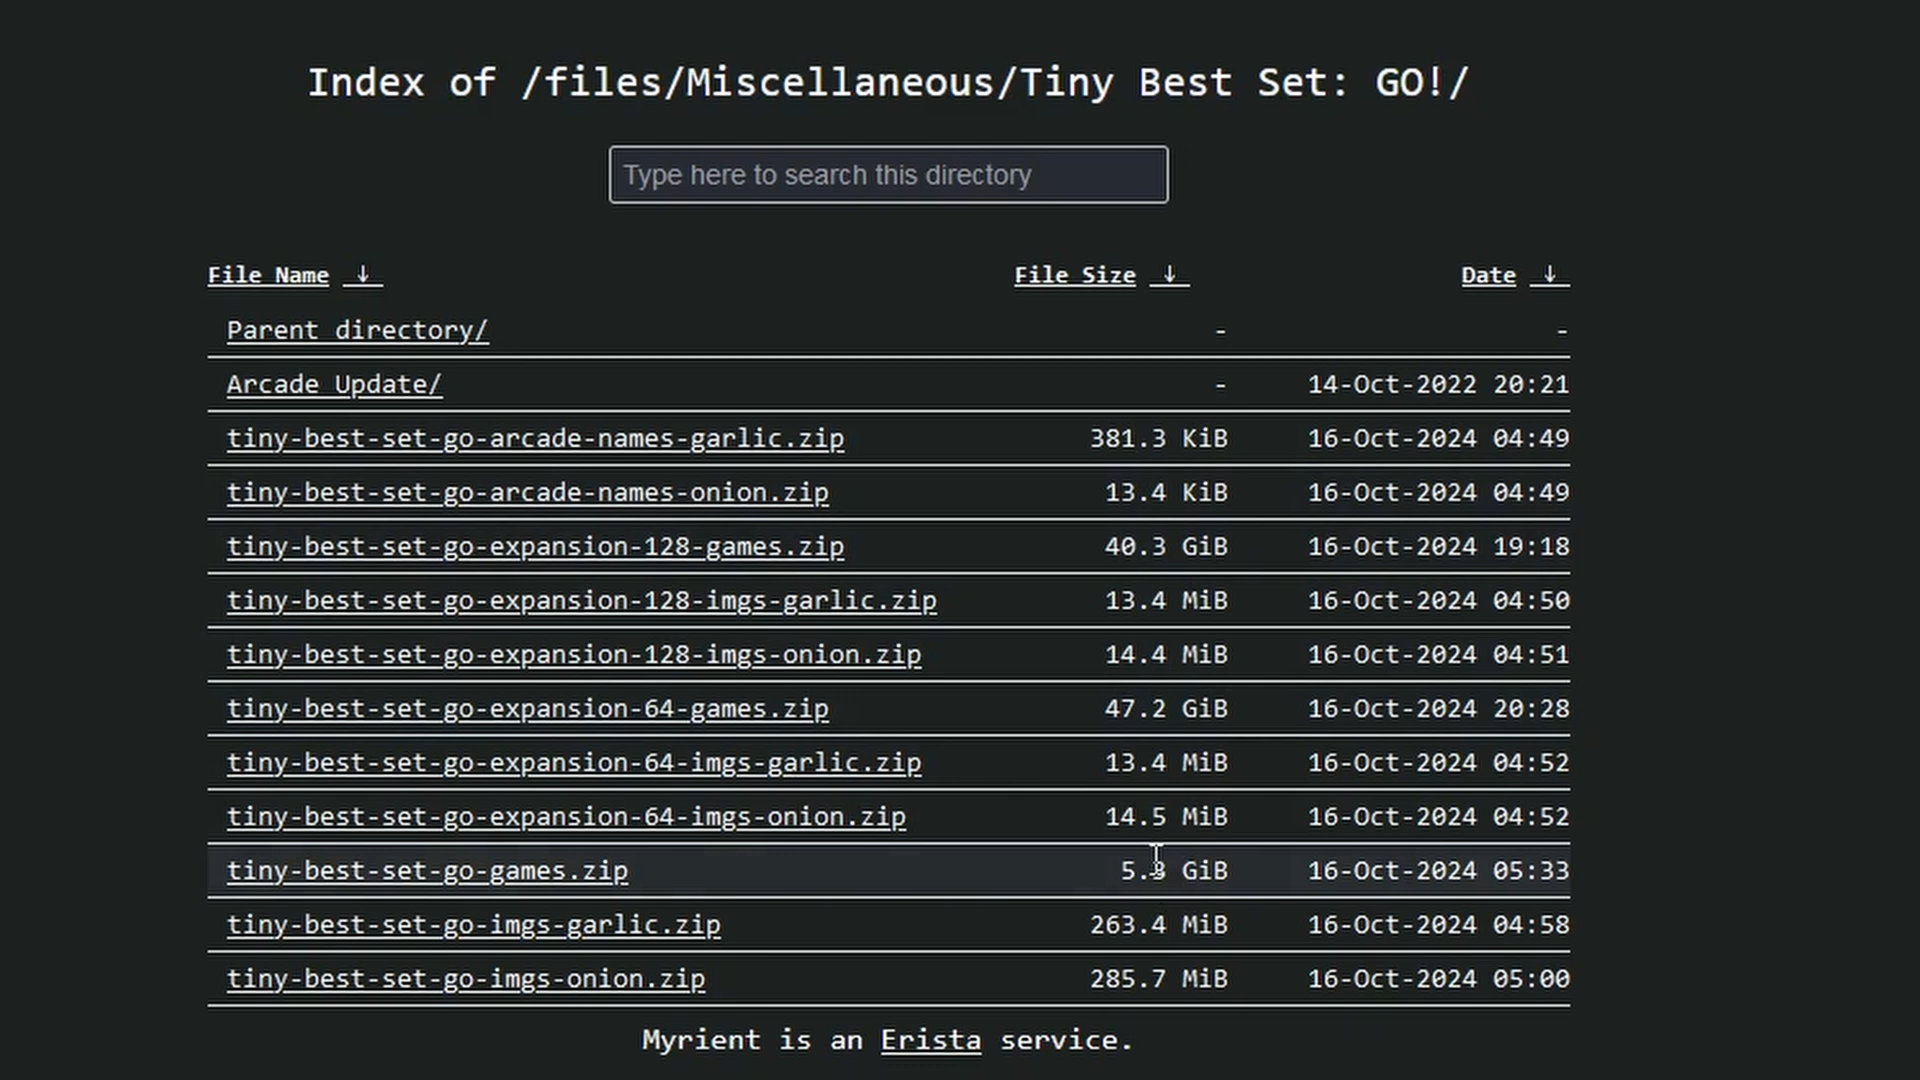 Index of /files/Miscellaneous/Tiny Best Set: GO!/
Type here to search this directory
File Name ↓ File Size ↓ Date ↓
Parent directory/ - -
Arcade Update/ - 14-Oct-2022 20:21
tiny-best-set-go-arcade-names-garlic.zip 381.3 KiB 16-Oct-2024 04:49
tiny-best-set-go-arcade-names-onion.zip 13.4 KiB 16-Oct-2024 04:49
tiny-best-set-go-expansion-128-games.zip 40.3 GiB 16-Oct-2024 19:18
tiny-best-set-go-expansion-128-imgs-garlic.zip 13.4 MiB 16-Oct-2024 04:50
tiny-best-set-go-expansion-128-imgs-onion.zip 14.4 MiB 16-Oct-2024 04:51
tiny-best-set-go-expansion-64-games.zip 47.2 GiB 16-Oct-2024 20:28
tiny-best-set-go-expansion-64-imgs-garlic.zip 13.4 MiB 16-Oct-2024 04:52
tiny-best-set-go-expansion-64-imgs-onion.zip 14.5 MiB 16-Oct-2024 04:52
tiny-best-set-go-games.zip GiB 16-Oct-2024 05:33
tiny-best-set-go-imgs-garlic.zip 263.4 MiB 16-Oct-2024 04:58
tiny-best-set-go-imgs-onion.zip 285.7 MiB 16-Oct-2024 05:00
Myrient is an Erista service.